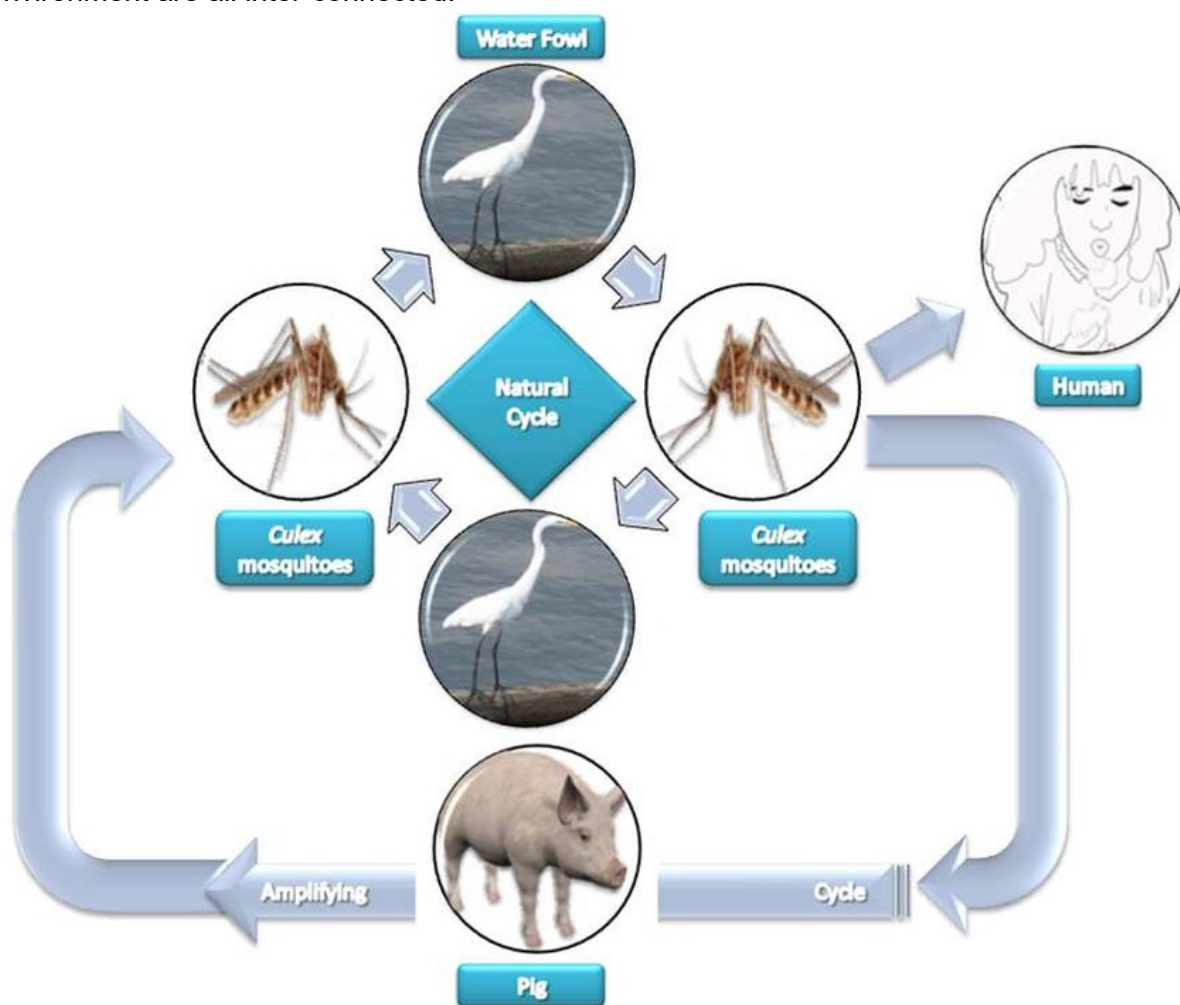 Water Fowl
Human
Natural
Cycle
Culex
mosquitoes
Culex
mosquitoes
Amplifying
Cycle
Pig